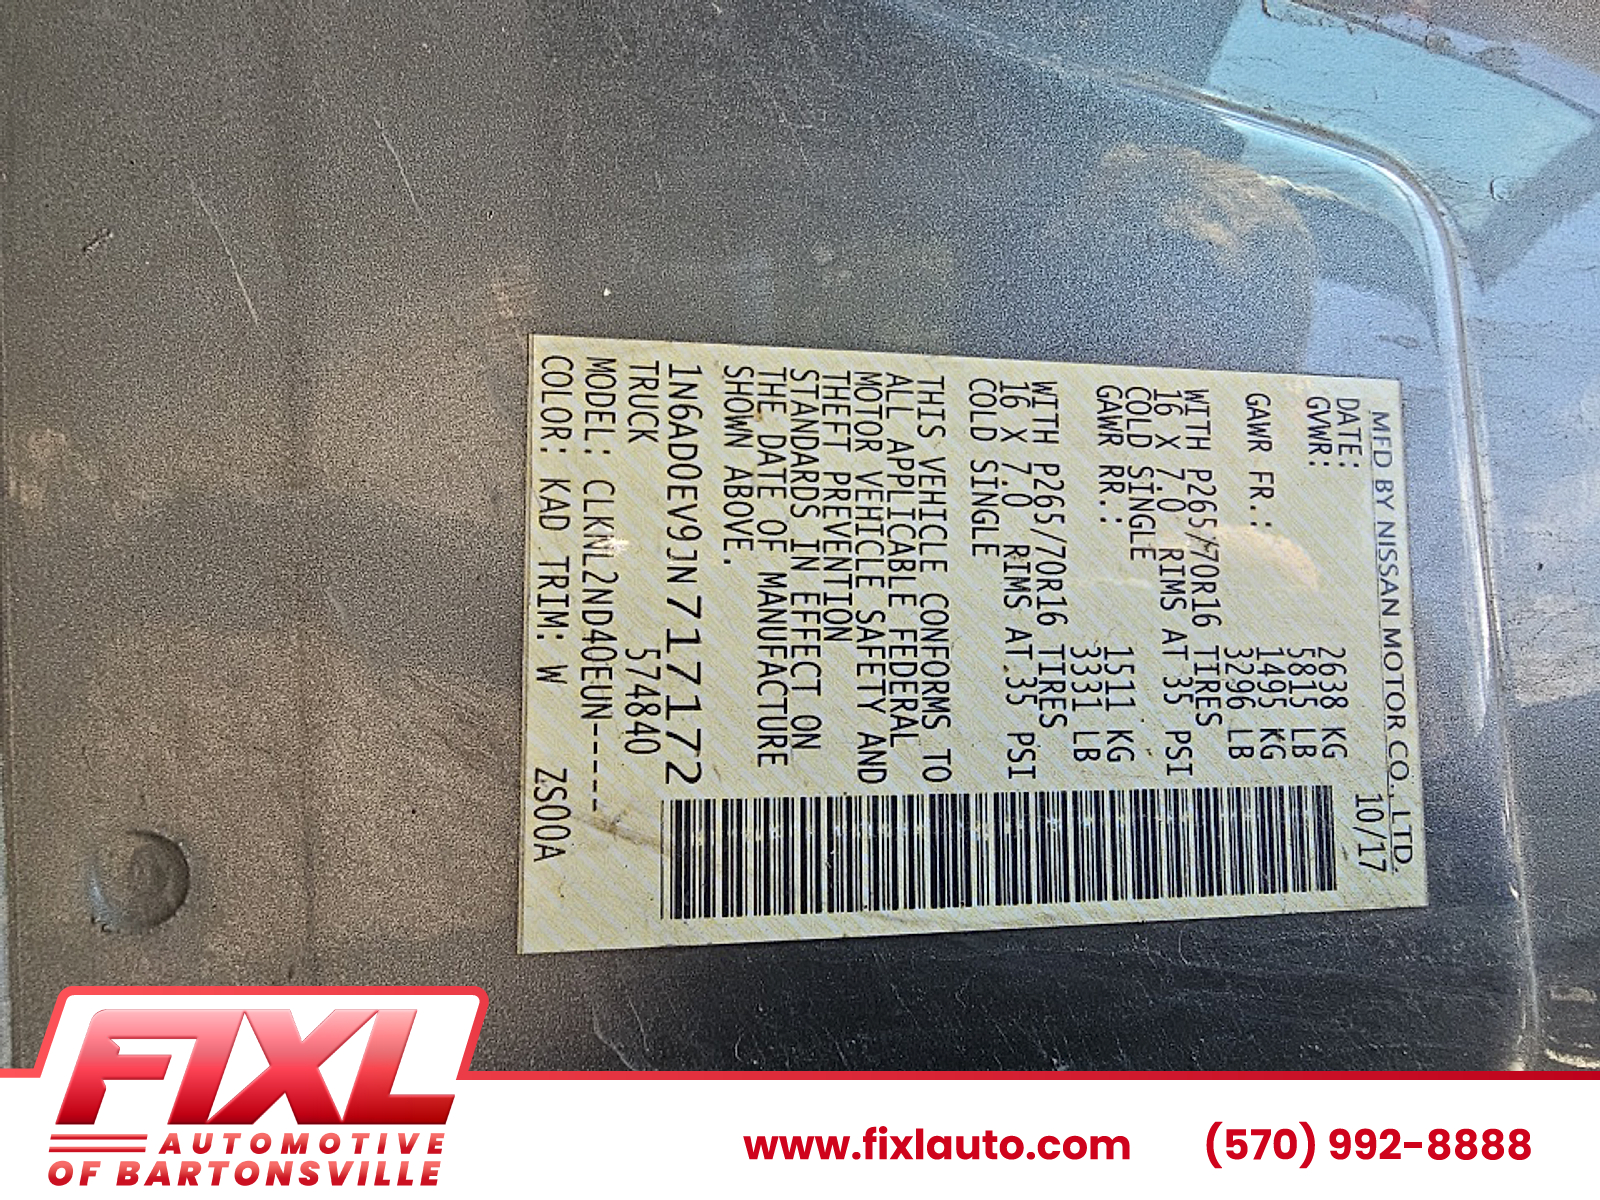 MFD BY NISSAN MOTOR CO., LTD.
DATE: 10/17
GVWR: 2638 KG
5815 LB
GAWR FR.: 1495 KG
3296 LB
WITH P265/70R16 TIRES
16 X 7.0 RIMS AT 35 PSI
COLD SINGLE
GAWR RR.: 1511 KG
3331 LB
WITH P265/70R16 TIRES
16 X 7.0 RIMS AT 35 PSI
COLD SINGLE
THIS VEHICLE CONFORMS TO
ALL APPLICABLE FEDERAL
MOTOR VEHICLE SAFETY AND
THEFT PREVENTION
STANDARDS IN EFFECT ON
THE DATE OF MANUFACTURE
SHOWN ABOVE.
1N6AD0EV9JN717172
TRUCK 574840
MODEL: CLKNL2ND40EUN-----
COLOR: KAD TRIM: W ZS00A
FIXL
AUTOMOTIVE
OF BARTONSVILLE
www.fixlauto.com (570) 992-8888